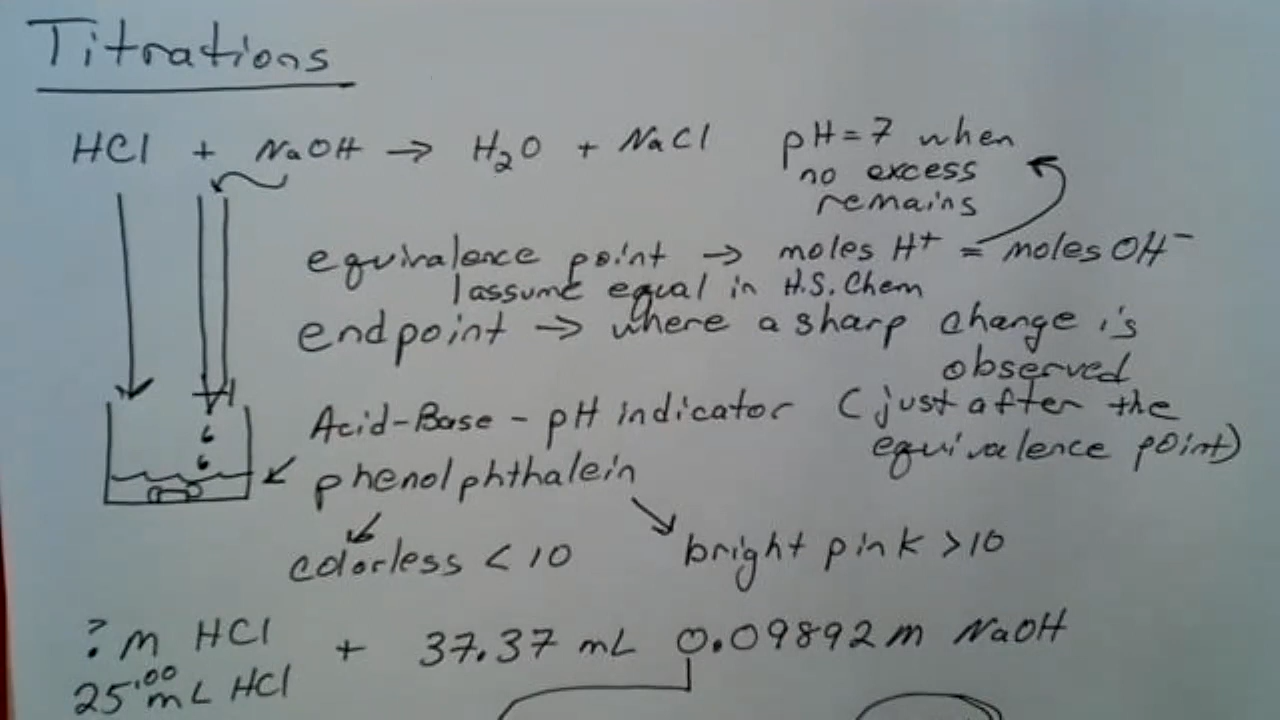 Titrations
HCl + NaOH → H₂O + NaCl
pH=7 when
no excess
remains
equivalence point → moles H⁺ = moles OH⁻
assume equal in H.S. Chem
endpoint → where a sharp change is
observed
Acid-Base - pH indicator (just after the
equivalence point)
phenolphthalein
colorless < 10
bright pink >10
? M HCl + 37.37 mL 0.09892 M NaOH
25.00 mL HCl